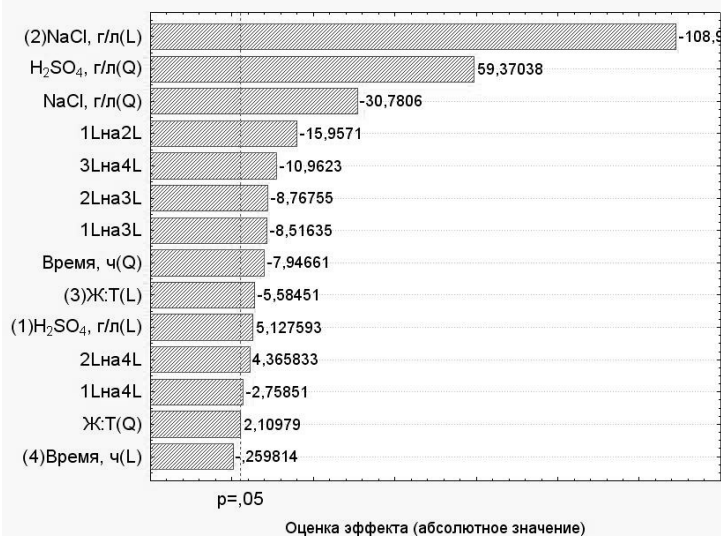 (2)NaCl, г/л(L) -108,9
H₂SO₄, г/л(Q) 59,37038
NaCl, г/л(Q) -30,7806
1Lна2L -15,9571
3Lна4L -10,9623
2Lна3L -8,76755
1Lна3L -8,51635
Время, ч(Q) -7,94661
(3)Ж:Т(L) -5,58451
(1)H₂SO₄, г/л(L) 5,127593
2Lна4L 4,365833
1Lна4L -2,75851
Ж:Т(Q) 2,10979
(4)Время, ч(L) -,259814
p=,05
Оценка эффекта (абсолютное значение)